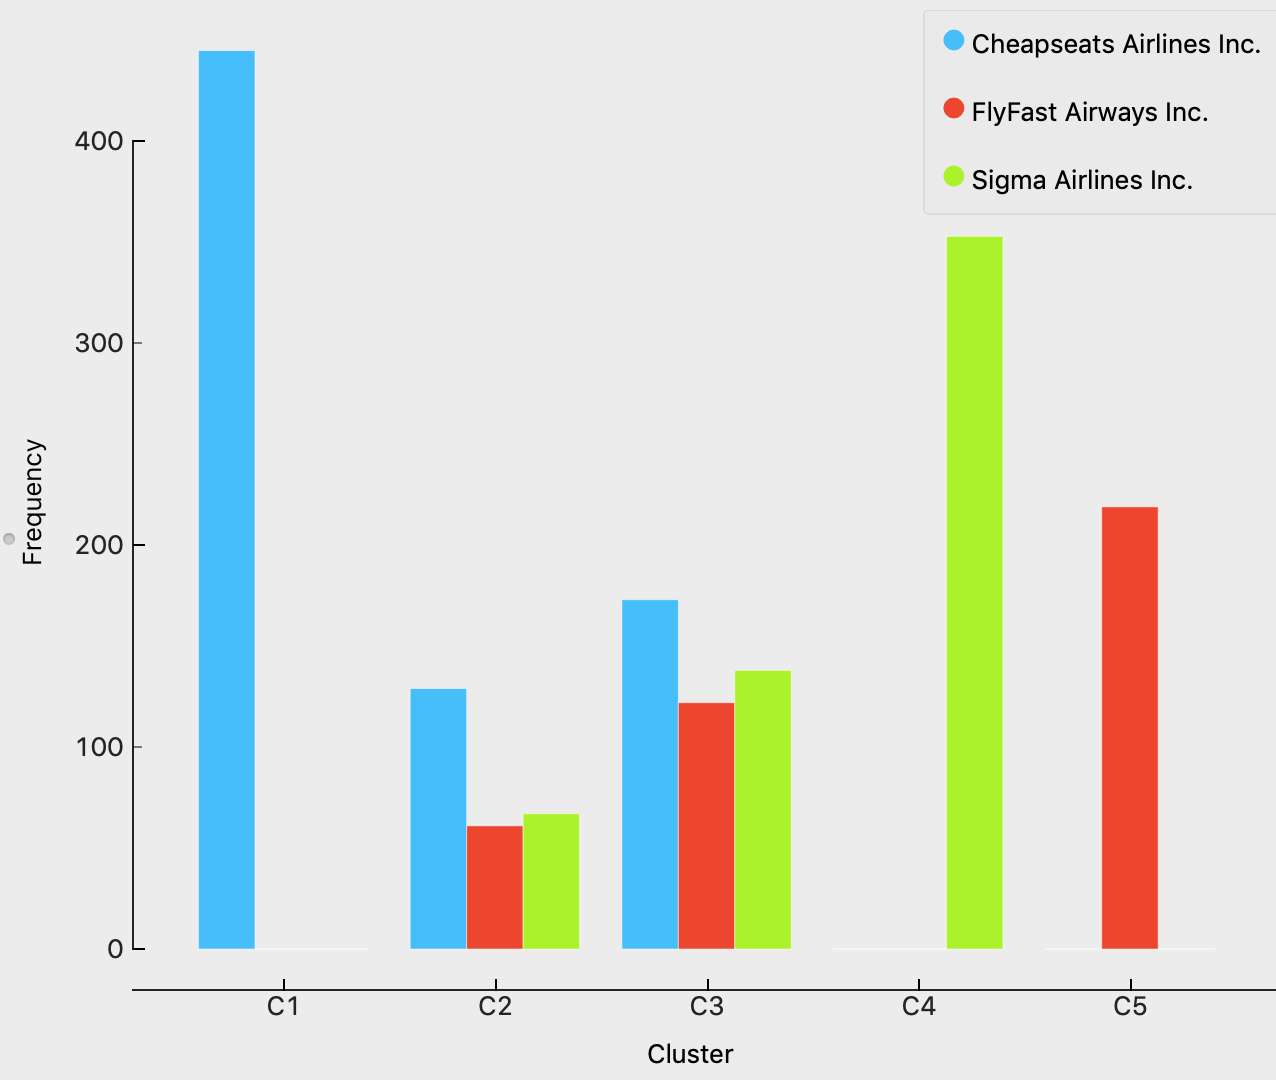 Cheapseats Airlines Inc.
FlyFast Airways Inc.
Sigma Airlines Inc.
400
300
200
100
0
Frequency
C1 C2 C3 C4 C5
Cluster